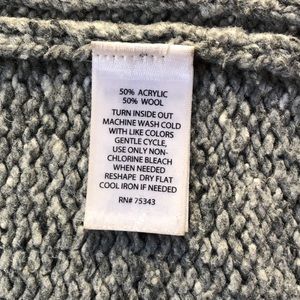 50% ACRYLIC
50% WOOL
TURN INSIDE OUT
MACHINE WASH COLD
WITH LIKE COLORS
GENTLE CYCLE,
USE ONLY NON-
CHLORINE BLEACH
WHEN NEEDED
RESHAPE DRY FLAT
COOL IRON IF NEEDED
RN# 75343